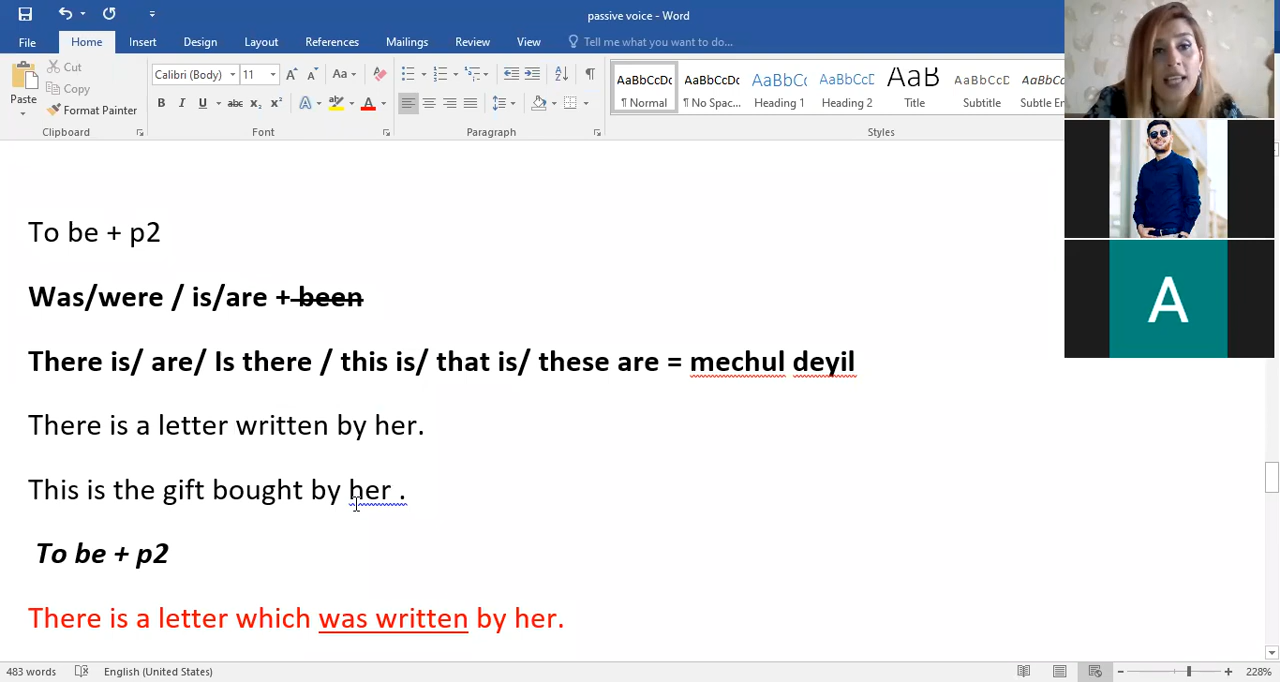 passive voice - Word
File Home Insert Design Layout References Mailings Review View Tell me what you want to do...
Paste
Cut
Copy
Format Painter
Calibri (Body) 11 Aa
B I U abc x₂ x² A A
AaBbCcDc AaBbCcDc AaBbCc AaBbCcD AaB AaBbCcD
¶ Normal ¶ No Spac... Heading 1 Heading 2 Title Subtitle Subtle Em
Clipboard Font Paragraph Styles
To be + p2
Was/were / is/are + been
There is/ are/ Is there / this is/ that is/ these are = mechul deyil
There is a letter written by her.
This is the gift bought by her .
To be + p2
There is a letter which was written by her.
A
483 words English (United States) 228%